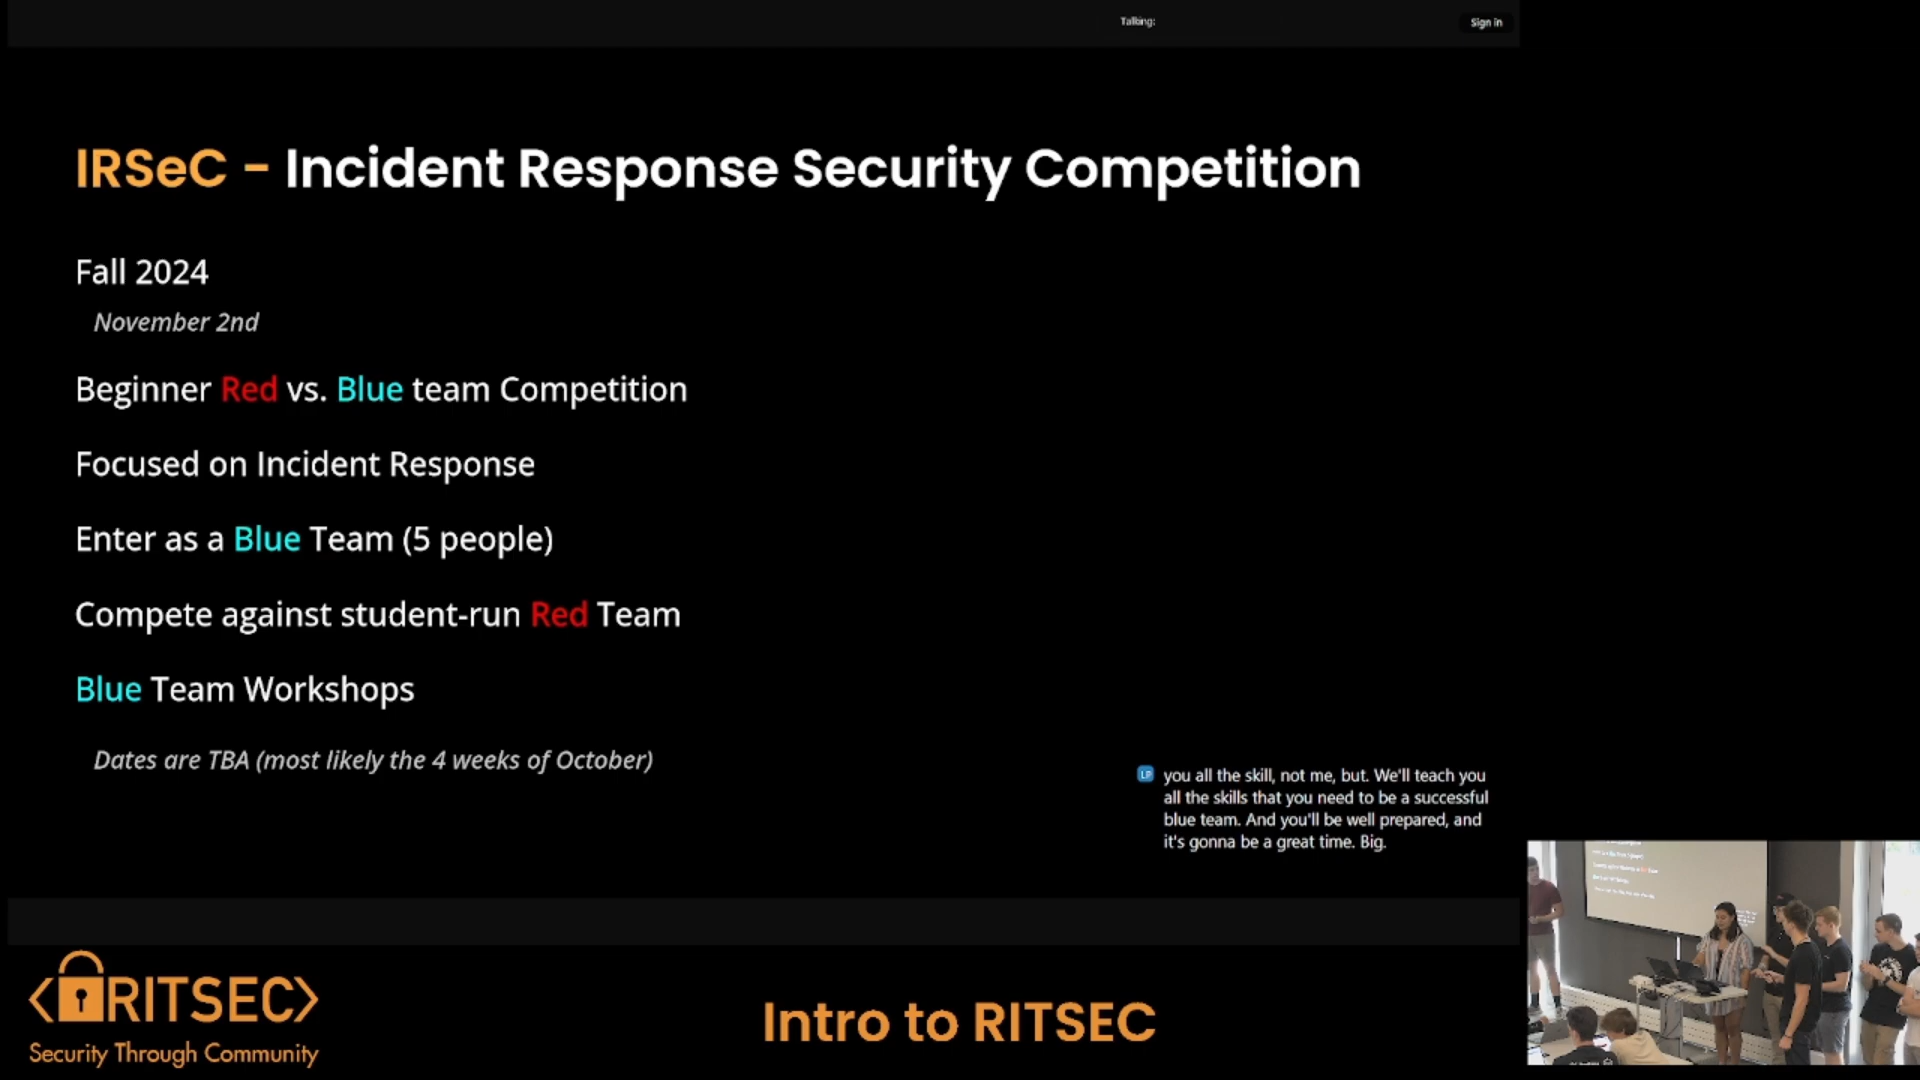 Talking:
Sign in
IRSeC - Incident Response Security Competition
Fall 2024
November 2nd
Beginner Red vs. Blue team Competition
Focused on Incident Response
Enter as a Blue Team (5 people)
Compete against student-run Red Team
Blue Team Workshops
Dates are TBA (most likely the 4 weeks of October)
LP
you all the skill, not me, but. We'll teach you
all the skills that you need to be a successful
blue team. And you'll be well prepared, and
it's gonna be a great time. Big.
<RITSEC>
Security Through Community
Intro to RITSEC